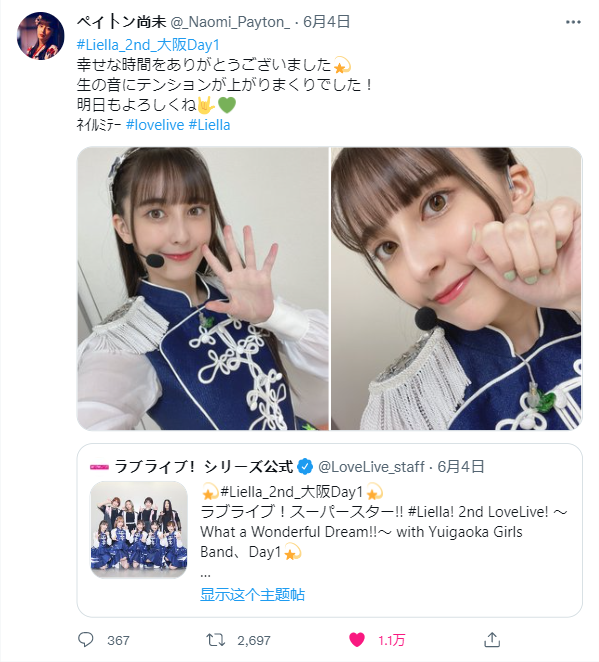 ペイトン尚未 @_Naomi_Payton_ · 6月4日
#Liella_2nd_大阪Day1
幸せな時間をありがとうございました💫
生の音にテンションが上がりまくりでした！
明日もよろしくね🤟💚
ﾈｲﾙﾐﾃｰ #lovelive #Liella
ラブライブ！シリーズ公式 @LoveLive_staff · 6月4日
💫#Liella_2nd_大阪Day1💫
ラブライブ！スーパースター!! #Liella! 2nd LoveLive! ～
What a Wonderful Dream!!～ with Yuigaoka Girls
Band、Day1💫
...
显示这个主题帖
367 2,697 1.1万